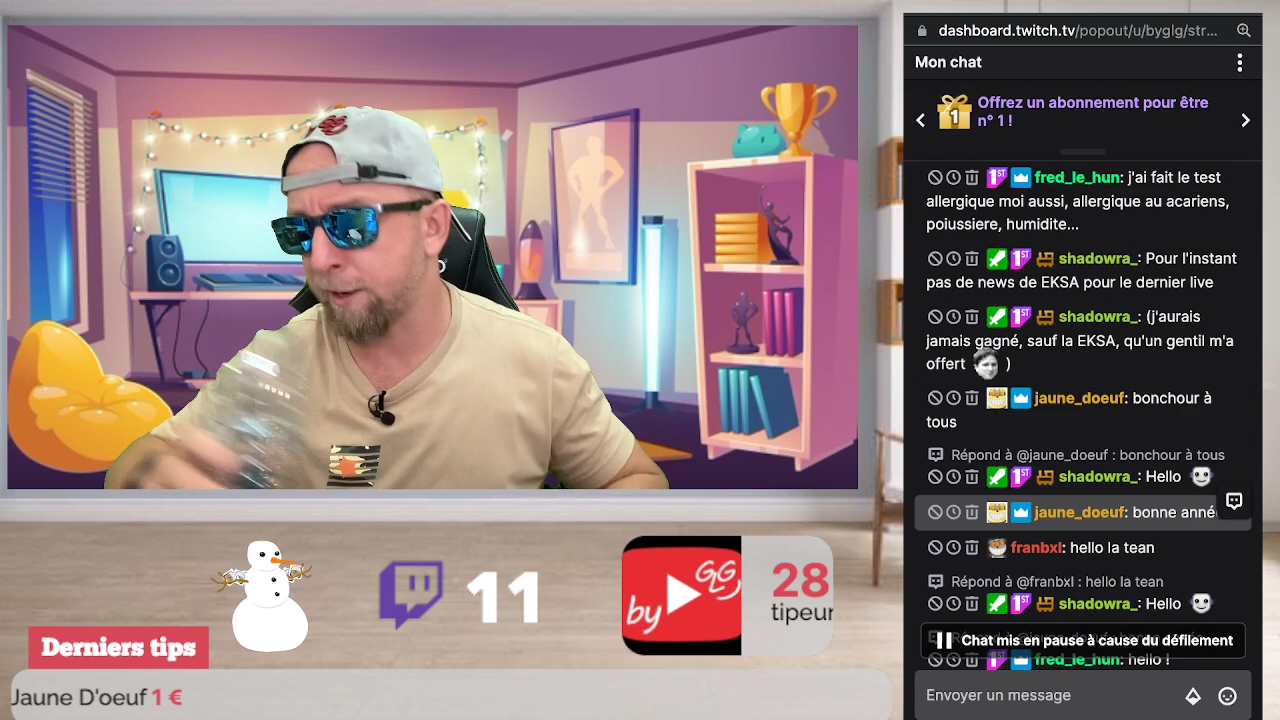 dashboard.twitch.tv/popout/u/byglg/str...
Mon chat
Offrez un abonnement pour être
n° 1 !
1
fred_le_hun: j'ai fait le test
allergique moi aussi, allergique au acariens,
poiussiere, humidite...
shadowra_: Pour l'instant
pas de news de EKSA pour le dernier live
shadowra_: (j'aurais
jamais gagné, sauf la EKSA, qu'un gentil m'a
offert )
jaune_doeuf: bonchour à
tous
Répond à @jaune_doeuf : bonchour à tous
shadowra_: Hello
jaune_doeuf: bonne anné
franbxl: hello la tean
Répond à @franbxl : hello la tean
shadowra_: Hello
Chat mis en pause à cause du défilement
fred_le_hun: hello !
Envoyer un message
11
by GLG
28
tipeur
Derniers tips
Jaune D'oeuf 1 €